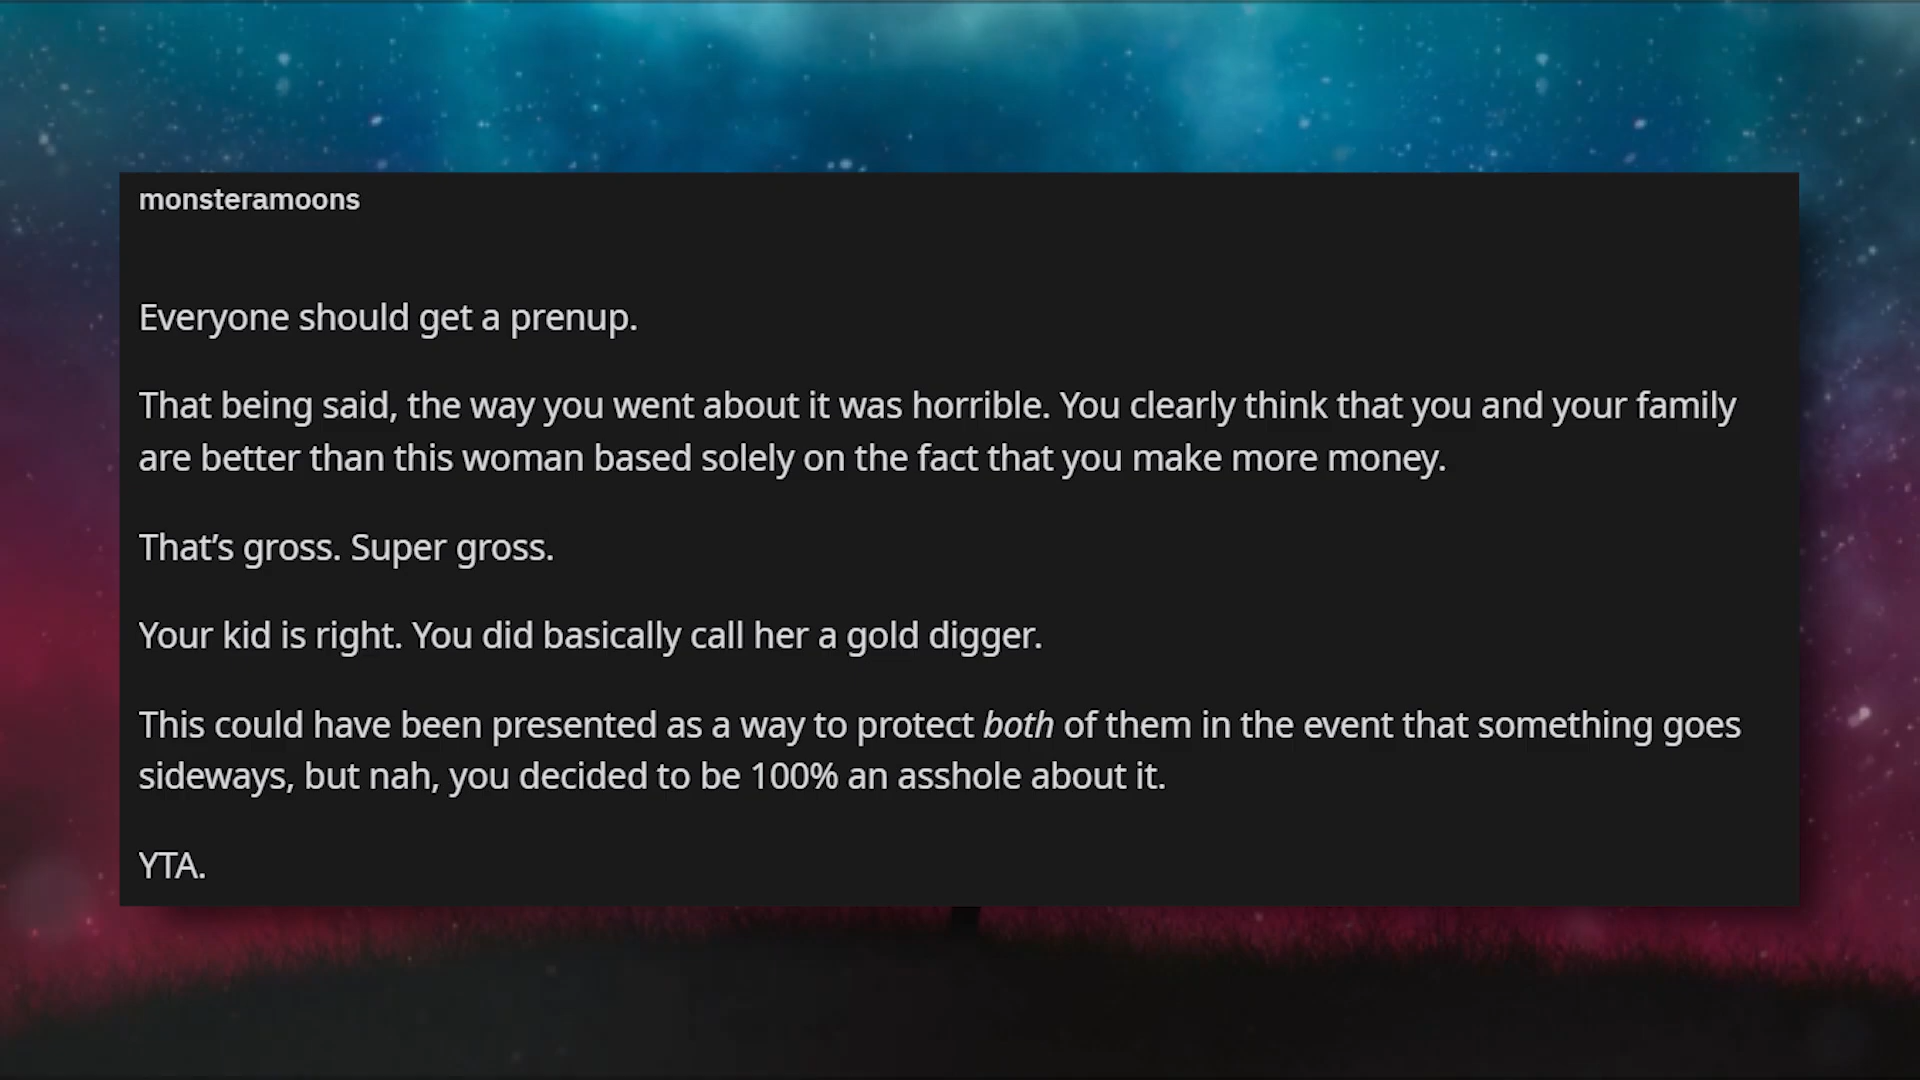 monsteramoons
Everyone should get a prenup.
That being said, the way you went about it was horrible. You clearly think that you and your family
are better than this woman based solely on the fact that you make more money.
That’s gross. Super gross.
Your kid is right. You did basically call her a gold digger.
This could have been presented as a way to protect both of them in the event that something goes
sideways, but nah, you decided to be 100% an asshole about it.
YTA.